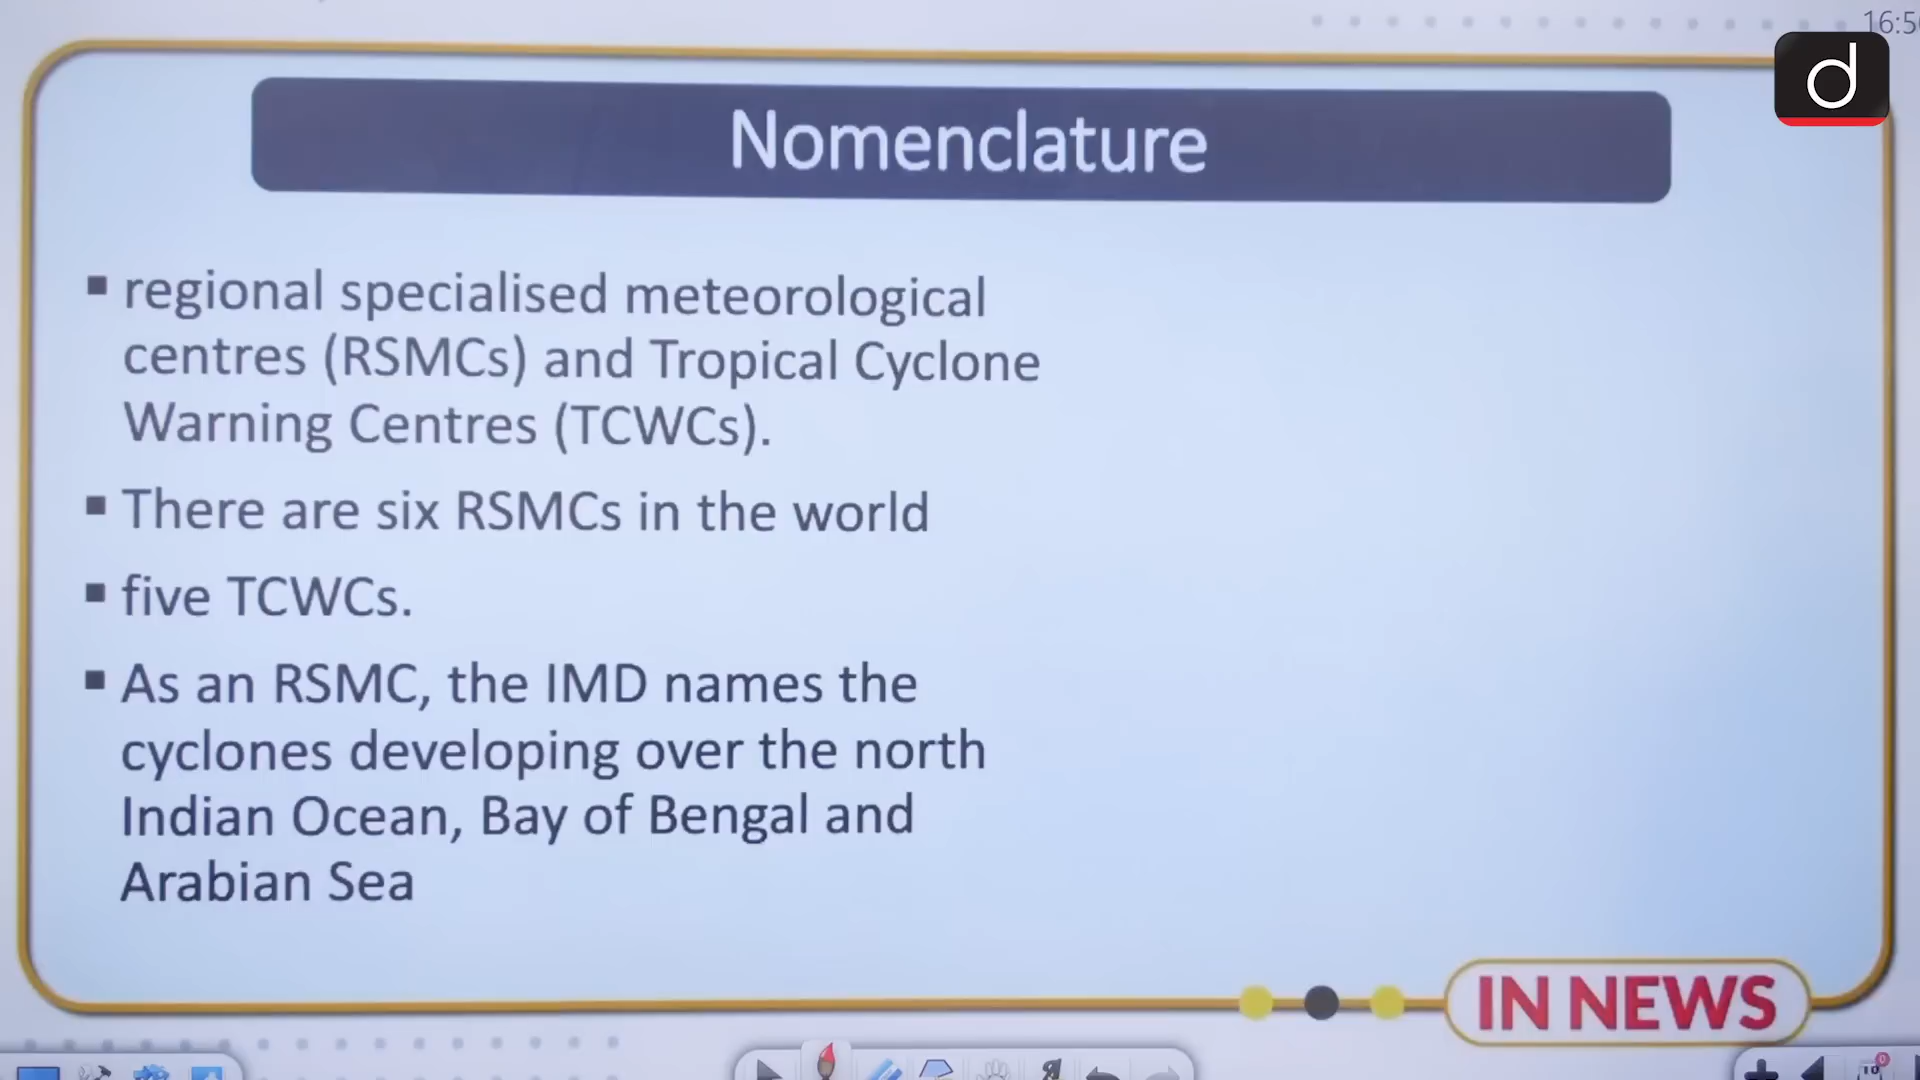 16:5
d
Nomenclature
▪ regional specialised meteorological
centres (RSMCs) and Tropical Cyclone
Warning Centres (TCWCs).
▪ There are six RSMCs in the world
▪ five TCWCs.
▪ As an RSMC, the IMD names the
cyclones developing over the north
Indian Ocean, Bay of Bengal and
Arabian Sea
IN NEWS